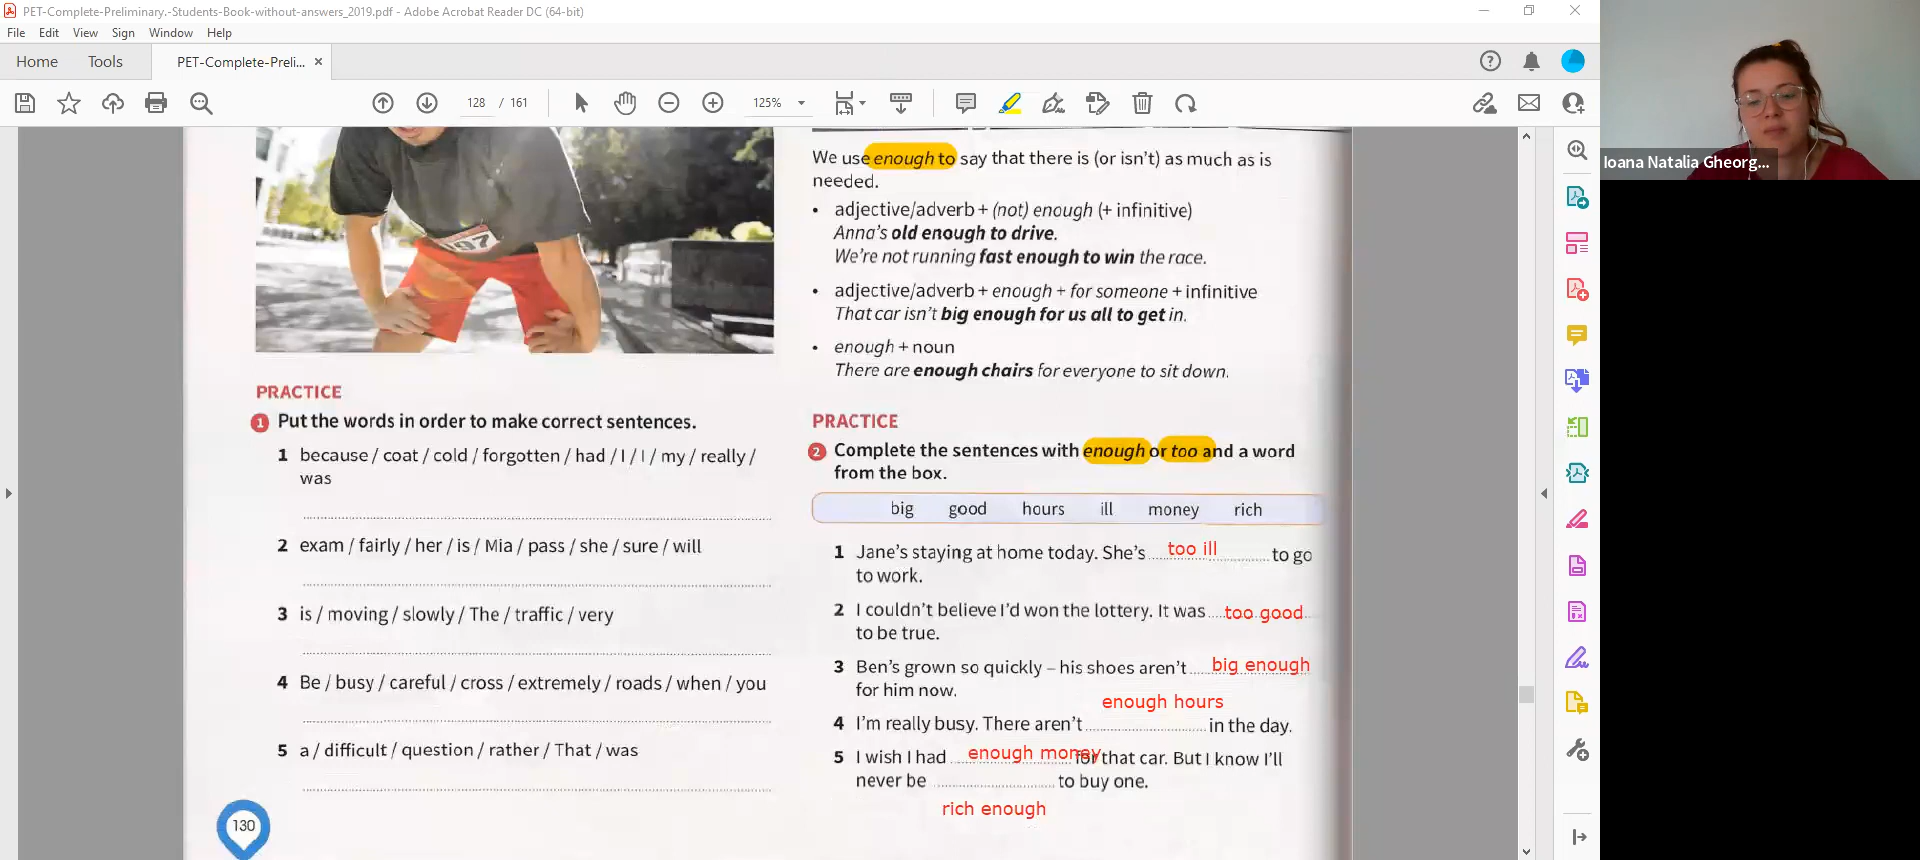 PET-Complete-Preliminary.-Students-Book-without-answers_2019.pdf - Adobe Acrobat Reader DC (64-bit)
File Edit View Sign Window Help
Home Tools PET-Complete-Preli... ×
128 / 161 125%
Ioana Natalia Gheorg...
197
PRACTICE
1 Put the words in order to make correct sentences.
1 because / coat / cold / forgotten / had / I / I / my / really /
was
2 exam / fairly / her / is / Mia / pass / she / sure / will
3 is / moving / slowly / The / traffic / very
4 Be / busy / careful / cross / extremely / roads / when / you
5 a / difficult / question / rather / That / was
130
We use enough to say that there is (or isn't) as much as is
needed.
• adjective/adverb + (not) enough (+ infinitive)
Anna's old enough to drive.
We're not running fast enough to win the race.
• adjective/adverb + enough + for someone + infinitive
That car isn't big enough for us all to get in.
• enough + noun
There are enough chairs for everyone to sit down.
PRACTICE
2 Complete the sentences with enough or too and a word
from the box.
big good hours ill money rich
1 Jane's staying at home today. She's too ill to go
to work.
2 I couldn't believe I'd won the lottery. It was too good
to be true.
3 Ben's grown so quickly – his shoes aren't big enough
for him now.
enough hours
4 I'm really busy. There aren't in the day.
5 I wish I had enough money for that car. But I know I'll
never be to buy one.
rich enough